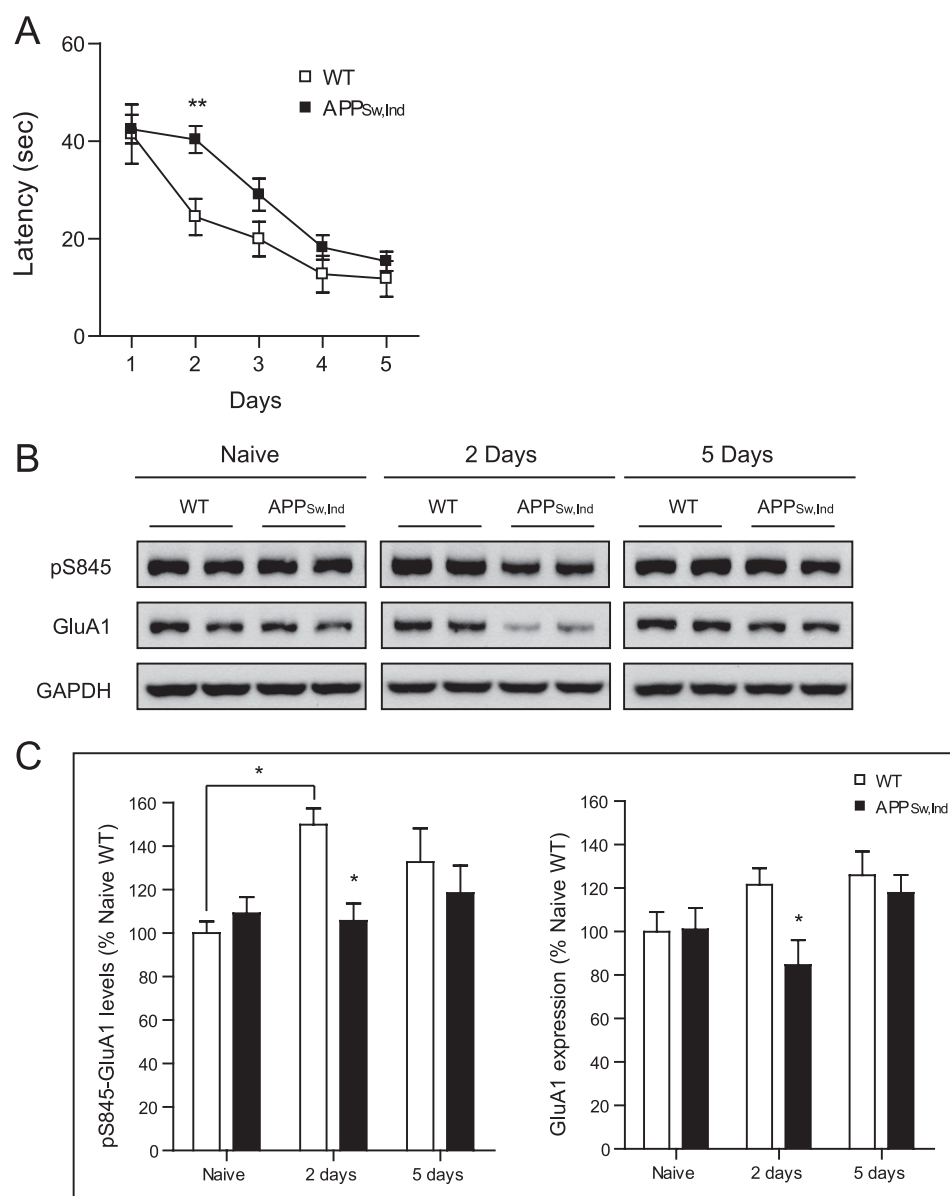 A
60
40
20
0
Latency (sec)
**
WT
APPSw,Ind
1 2 3 4 5
Days
B
Naive 2 Days 5 Days
WT APPSw,Ind WT APPSw,Ind WT APPSw,Ind
pS845
GluA1
GAPDH
C
pS845-GluA1 levels (% Naive WT)
160
140
120
100
80
60
40
20
0
*
*
Naive 2 days 5 days
GluA1 expression (% Naive WT)
160
140
120
100
80
60
40
20
0
*
WT
APPSw,Ind
Naive 2 days 5 days